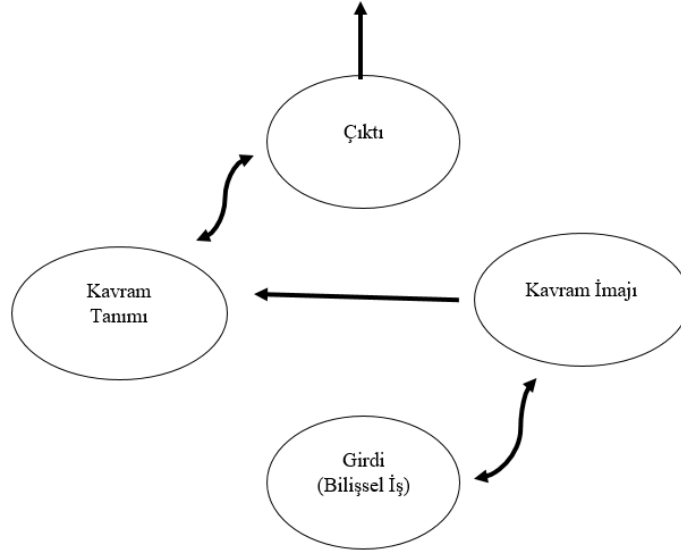 Çıktı
Kavram
Tanımı
Kavram İmajı
Girdi
(Bilişsel İş)